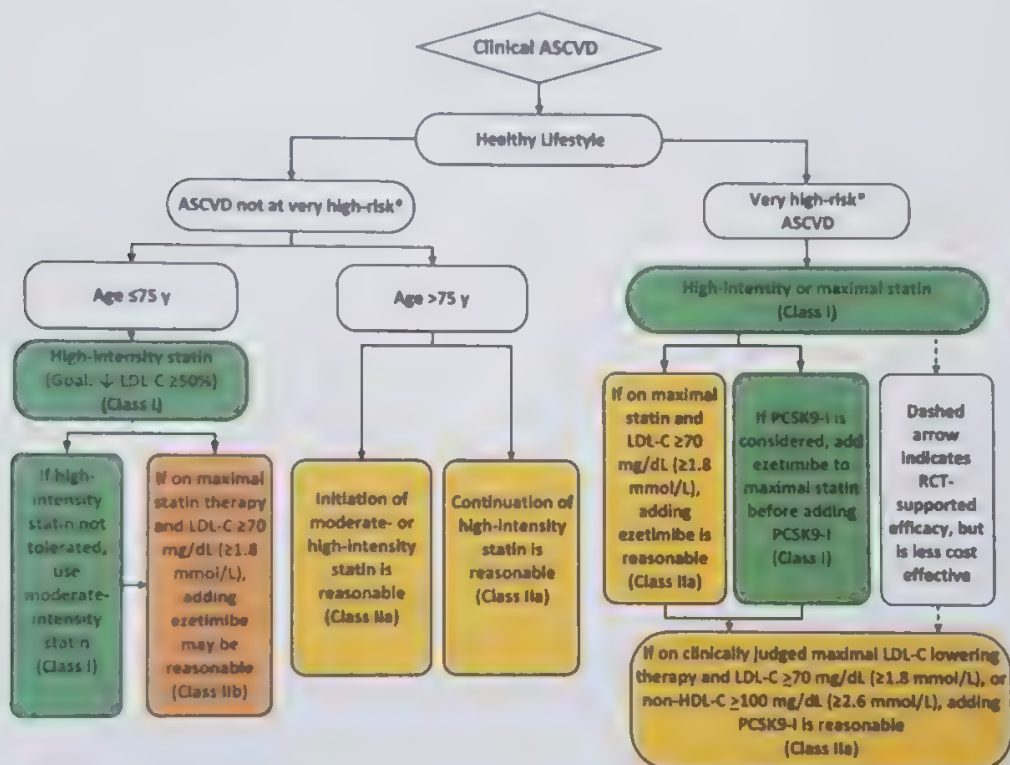 Clinical ASCVD
Healthy Lifestyle
ASCVD not at very high-risk*
Very high-risk*
ASCVD
Age ≤75 y
Age >75 y
High-intensity or maximal statin
(Class I)
High-intensity statin
(Goal: ↓ LDL-C ≥50%)
(Class I)
If high-
intensity
statin not
tolerated,
use
moderate-
intensity
statin
(Class I)
If on maximal
statin therapy
and LDL-C ≥70
mg/dL (≥1.8
mmol/L),
adding
ezetimibe
may be
reasonable
(Class IIb)
Initiation of
moderate- or
high-intensity
statin is
reasonable
(Class IIa)
Continuation of
high-intensity
statin is
reasonable
(Class IIa)
If on maximal
statin and
LDL-C ≥70
mg/dL (≥1.8
mmol/L),
adding
ezetimibe is
reasonable
(Class IIa)
If PCSK9-I is
considered, add
ezetimibe to
maximal statin
before adding
PCSK9-I
(Class I)
Dashed
arrow
indicates
RCT-
supported
efficacy, but
is less cost
effective
If on clinically judged maximal LDL-C lowering
therapy and LDL-C ≥70 mg/dL (≥1.8 mmol/L), or
non-HDL-C ≥100 mg/dL (≥2.6 mmol/L), adding
PCSK9-I is reasonable
(Class IIa)